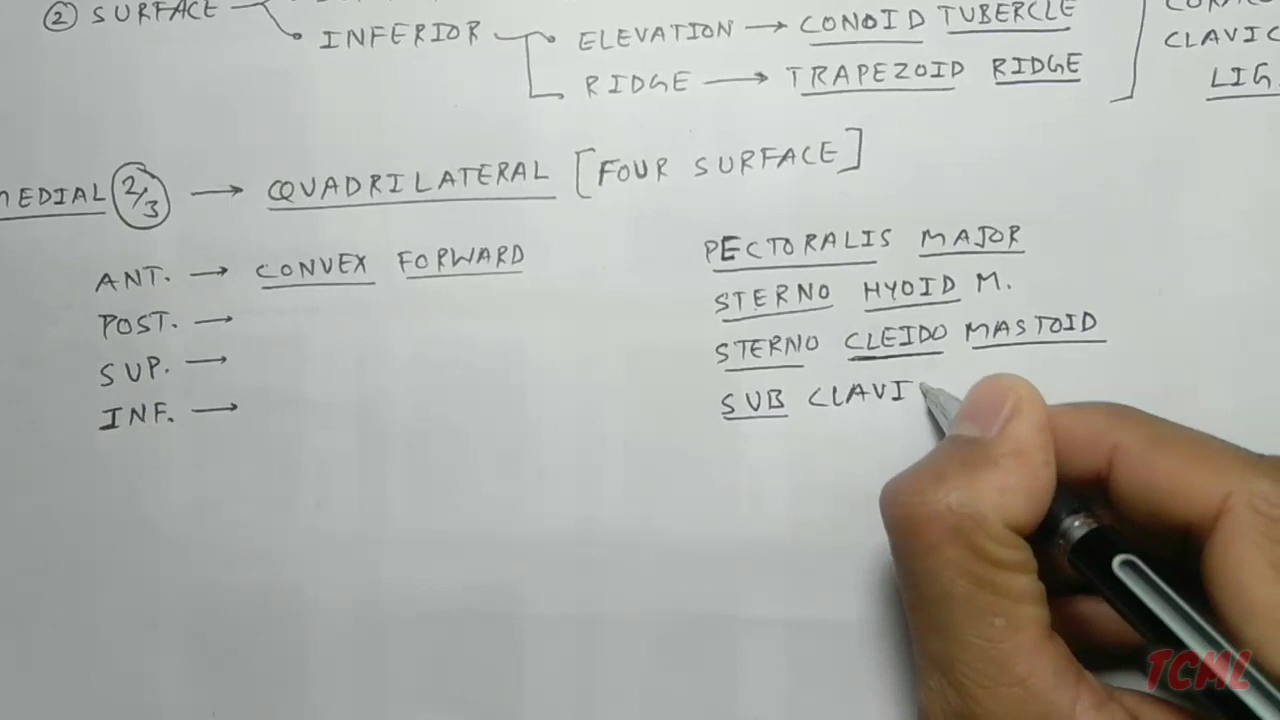 ② SURFACE
INFERIOR ELEVATION → CONOID TUBERCLE
RIDGE → TRAPEZOID RIDGE
CLAVIC
LIG.
MEDIAL 2/3 → QUADRILATERAL [FOUR SURFACE]
ANT. → CONVEX FORWARD
POST. →
SUP. →
INF. →
PECTORALIS MAJOR
STERNO HYOID M.
STERNO CLEIDO MASTOID
SUB CLAVI
TCML